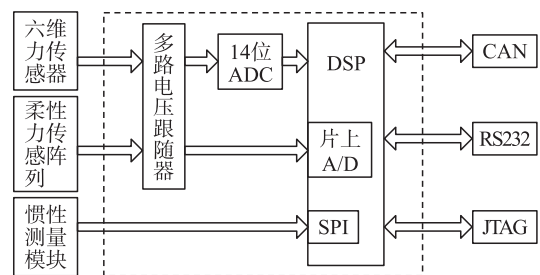 六维
力传
感器
多
路
电
压
跟
随
器
14位
ADC
DSP
CAN
柔性
力传
感阵
列
片上
A/D
RS232
惯性
测量
模块
SPI
JTAG